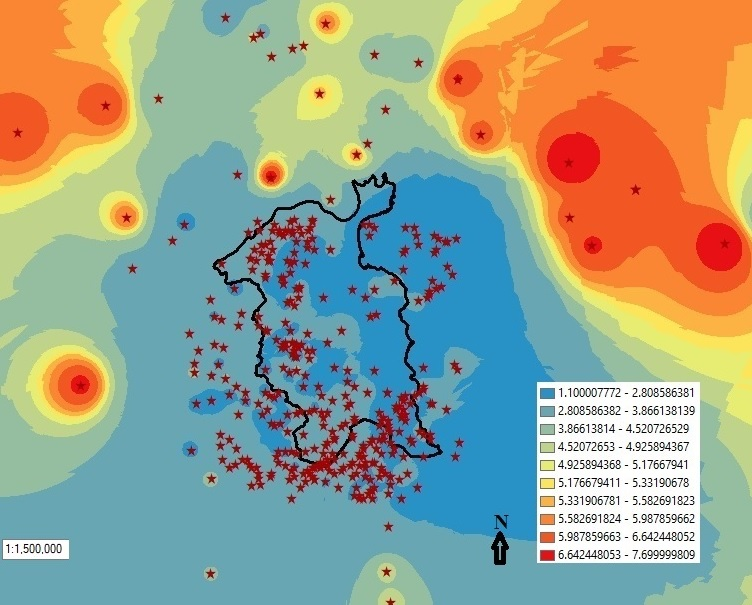 1.100007772 - 2.808586381
2.808586382 - 3.866138139
3.86613814 - 4.520726529
4.52072653 - 4.925894367
4.925894368 - 5.17667941
5.176679411 - 5.33190678
5.331906781 - 5.582691823
5.582691824 - 5.987859662
5.987859663 - 6.642448052
6.642448053 - 7.699999809
N
1:1,500,000